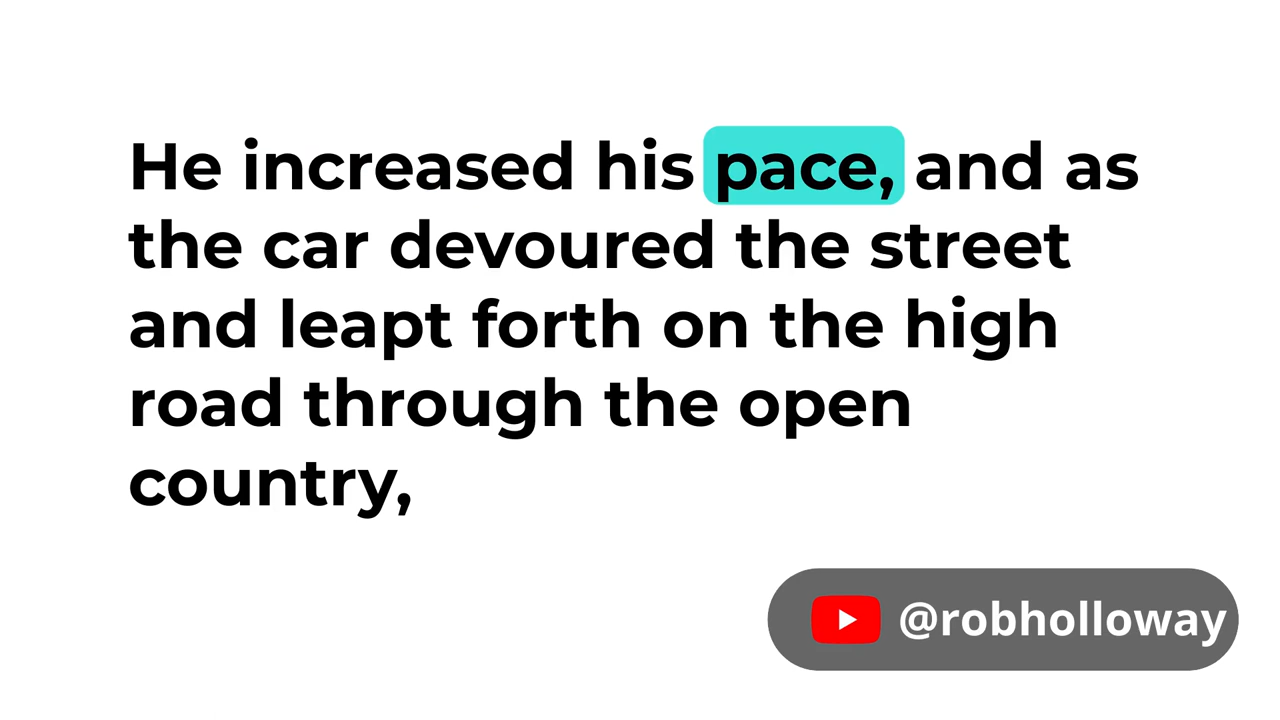 He increased his pace, and as
the car devoured the street
and leapt forth on the high
road through the open
country,
@robholloway